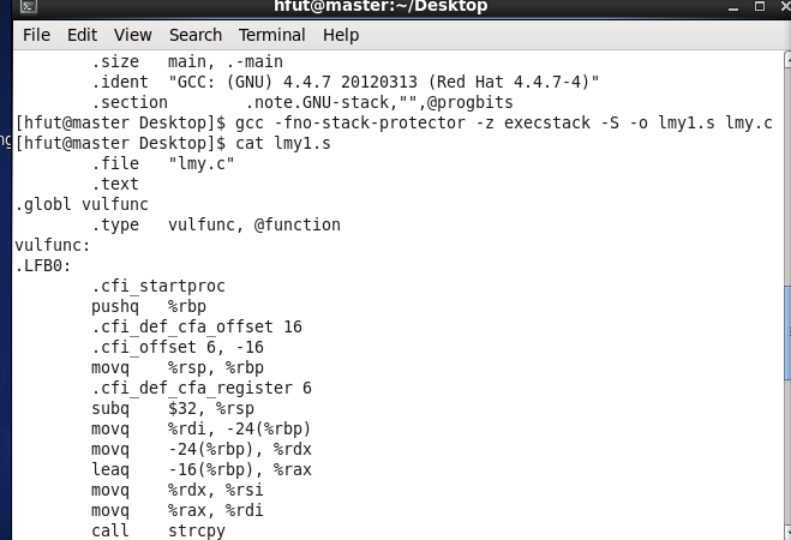 hfut@master:~/Desktop
File Edit View Search Terminal Help
.size main, .-main
.ident "GCC: (GNU) 4.4.7 20120313 (Red Hat 4.4.7-4)"
.section .note.GNU-stack,"",@progbits
[hfut@master Desktop]$ gcc -fno-stack-protector -z execstack -S -o lmy1.s lmy.c
[hfut@master Desktop]$ cat lmy1.s
.file "lmy.c"
.text
.globl vulfunc
.type vulfunc, @function
vulfunc:
.LFB0:
.cfi_startproc
pushq %rbp
.cfi_def_cfa_offset 16
.cfi_offset 6, -16
movq %rsp, %rbp
.cfi_def_cfa_register 6
subq $32, %rsp
movq %rdi, -24(%rbp)
movq -24(%rbp), %rdx
leaq -16(%rbp), %rax
movq %rdx, %rsi
movq %rax, %rdi
call strcpy